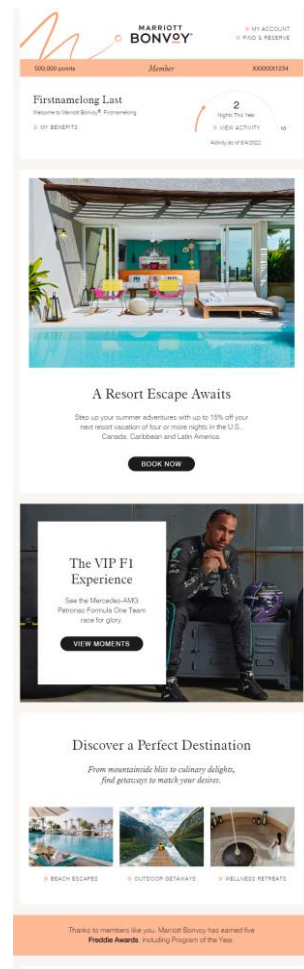 MARRIOTT
BONVOY
MY ACCOUNT
FIND & RESERVE
500,000 points Member XXXXXX1234
Firstnamelong Last
Welcome to Marriott Bonvoy®, Firstnamelong
MY BENEFITS
2
Nights This Year
VIEW ACTIVITY
10
Activity as of 8/4/2022
A Resort Escape Awaits
Step up your summer adventures with up to 15% off your
next resort vacation of four or more nights in the U.S.,
Canada, Caribbean and Latin America.
BOOK NOW
The VIP F1
Experience
See the Mercedes-AMG
Petronas Formula One Team
race for glory.
VIEW MOMENTS
Discover a Perfect Destination
From mountainside bliss to culinary delights,
find getaways to match your desires.
BEACH ESCAPES
OUTDOOR GETAWAYS
WELLNESS RETREATS
Thanks to members like you, Marriott Bonvoy has earned five
Freddie Awards, including Program of the Year.